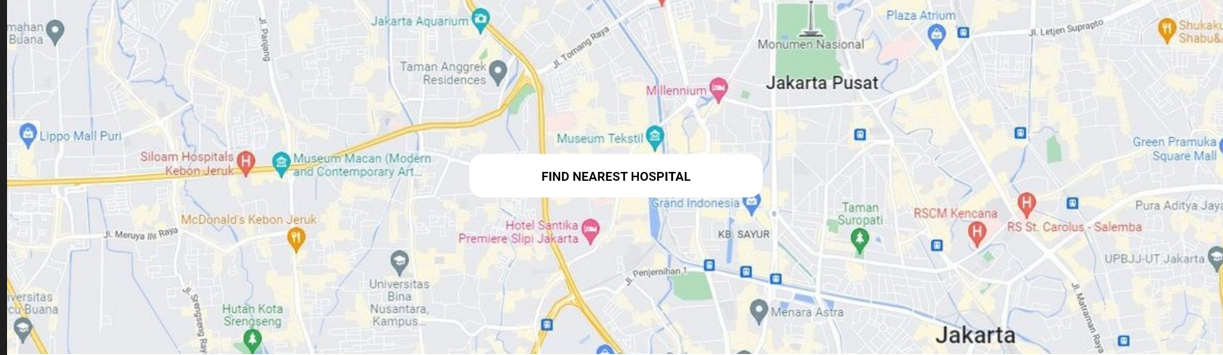 Jakarta Aquarium
Jl. Panjang
mahan
Buana
Taman Anggrek
Residences
Jl. Tomang Raya
Monumen Nasional
Jakarta Pusat
Plaza Atrium
Jl. Letjen Suprapto
Shukaku
Shabu&
Millennium
Lippo Mall Puri
Museum Tekstil
Green Pramuka
Square Mall
Siloam Hospitals
Kebon Jeruk
Museum Macan (Modern
and Contemporary Art...
FIND NEAREST HOSPITAL
Grand Indonesia
McDonald's Kebon Jeruk
Jl. Meruya Ilir Raya
Hotel Santika
Premiere Slipi Jakarta
KB. SAYUR
Taman
Suropati
RSCM Kencana
RS St. Carolus - Salemba
Pura Aditya Jaya
UPBJJ-UT Jakarta
Jl. Penjernihan 1
Universitas
Bina
Nusantara,
Kampus...
iversitas
cu Buana
Jl. Srengseng Raya
Hutan Kota
Srengseng
Menara Astra
Jl. Matraman Raya
Jakarta